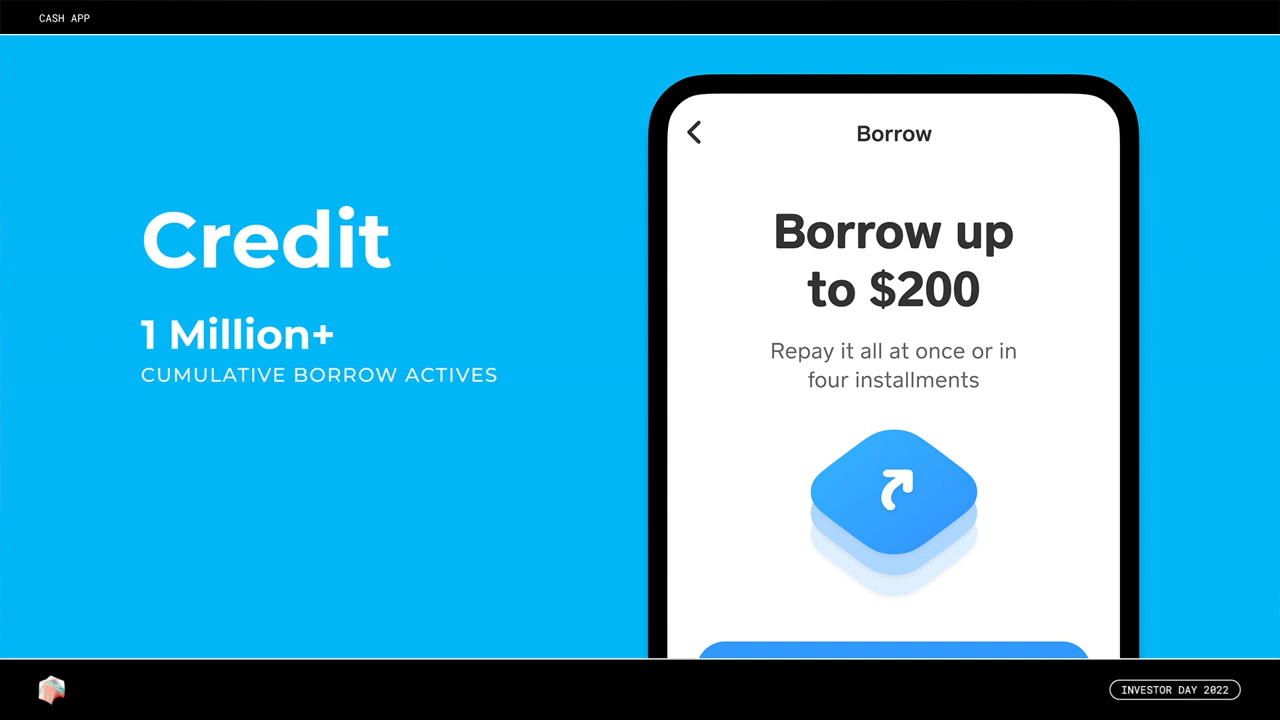 CASH APP
Credit
1 Million+
CUMULATIVE BORROW ACTIVES
Borrow
Borrow up
to $200
Repay it all at once or in
four installments
INVESTOR DAY 2022